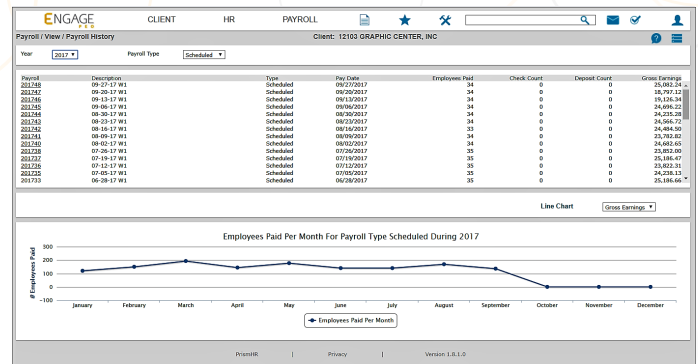 ENGAGE PEO CLIENT HR PAYROLL
Payroll / View / Payroll History Client: 12103 GRAPHIC CENTER, INC
Year 2017 Payroll Type Scheduled
Payroll Description Type Pay Date Employees Paid Check Count Deposit Count Gross Earnings
201748 09-27-17 W1 Scheduled 09/27/2017 34 0 0 25,082.24
201747 09-20-17 W1 Scheduled 09/20/2017 34 0 0 18,797.12
201746 09-13-17 W1 Scheduled 09/13/2017 34 0 0 19,126.34
201745 09-06-17 W1 Scheduled 09/06/2017 34 0 0 24,696.22
201744 08-30-17 W1 Scheduled 08/30/2017 34 0 0 24,235.28
201743 08-23-17 W1 Scheduled 08/23/2017 34 0 0 24,566.72
201742 08-16-17 W1 Scheduled 08/16/2017 33 0 0 24,484.50
201741 08-09-17 W1 Scheduled 08/09/2017 34 0 0 23,782.82
201740 08-02-17 W1 Scheduled 08/02/2017 34 0 0 24,682.65
201738 07-26-17 W1 Scheduled 07/26/2017 35 0 0 23,852.00
201737 07-19-17 W1 Scheduled 07/19/2017 35 0 0 25,186.47
201736 07-12-17 W1 Scheduled 07/12/2017 35 0 0 23,822.31
201735 07-05-17 W1 Scheduled 07/05/2017 35 0 0 24,238.13
201733 06-28-17 W1 Scheduled 06/28/2017 35 0 0 25,186.66
Line Chart Gross Earnings
Employees Paid Per Month For Payroll Type Scheduled During 2017
# Employees Paid
300
200
100
0
-100
January February March April May June July August September October November December
Employees Paid Per Month
PrismHR | Privacy | Version 1.8.1.0